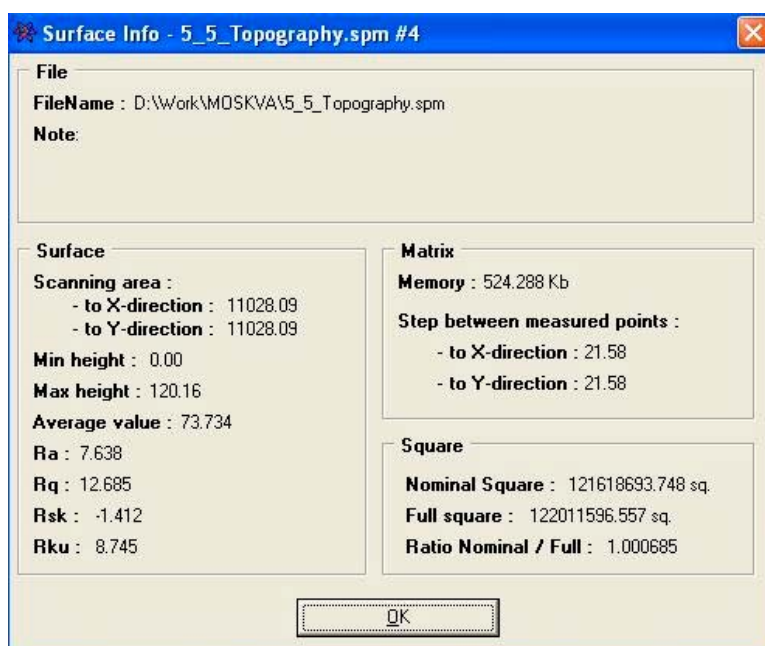 Surface Info - 5_5_Topography.spm #4
File
FileName : D:\Work\MOSKVA\5_5_Topography.spm
Note:
Surface
Scanning area :
- to X-direction : 11028.09
- to Y-direction : 11028.09
Min height : 0.00
Max height : 120.16
Average value : 73.734
Ra : 7.638
Rq : 12.685
Rsk : -1.412
Rku : 8.745
Matrix
Memory : 524.288 Kb
Step between measured points :
- to X-direction : 21.58
- to Y-direction : 21.58
Square
Nominal Square : 121618693.748 sq.
Full square : 122011596.557 sq.
Ratio Nominal / Full : 1.000685
OK